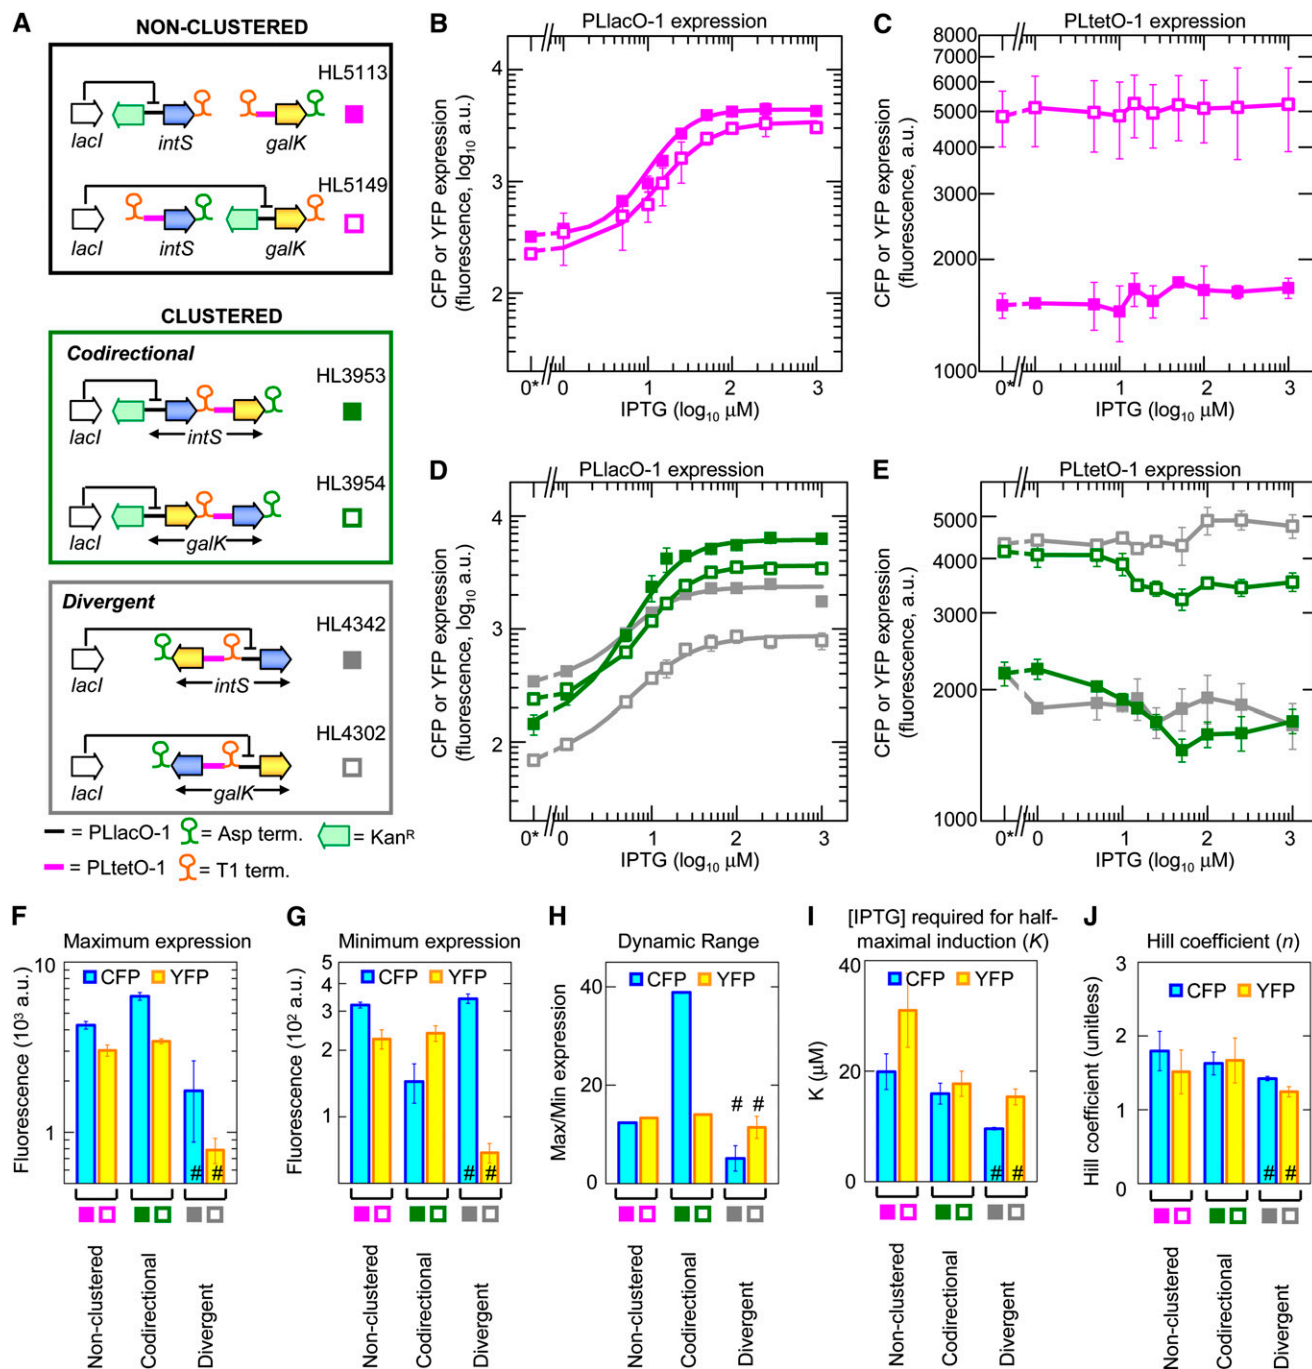 A
NON-CLUSTERED
HL5113
lacI
intS
galK
HL5149
lacI
intS
galK
CLUSTERED
Codirectional
HL3953
lacI
intS
HL3954
lacI
galK
Divergent
HL4342
lacI
intS
HL4302
lacI
galK
= PLlacO-1
= Asp term.
= Kanᴿ
= PLtetO-1
= T1 term.
B
PLlacO-1 expression
CFP or YFP expression
(fluorescence, log₁₀ a.u.)
4
3
2
0* 0 1 2 3
IPTG (log₁₀ µM)
C
PLtetO-1 expression
CFP or YFP expression
(fluorescence, a.u.)
8000
7000
6000
5000
4000
3000
2000
1000
0* 0 1 2 3
IPTG (log₁₀ µM)
D
PLlacO-1 expression
CFP or YFP expression
(fluorescence, log₁₀ a.u.)
4
3
2
0* 0 1 2 3
IPTG (log₁₀ µM)
E
PLtetO-1 expression
CFP or YFP expression
(fluorescence, a.u.)
5000
4000
3000
2000
1000
0* 0 1 2 3
IPTG (log₁₀ µM)
F
Maximum expression
Fluorescence (10³ a.u.)
10
1
CFP YFP
# #
Non-clustered
Codirectional
Divergent
G
Minimum expression
Fluorescence (10² a.u.)
5
4
3
2
1
CFP YFP
# #
Non-clustered
Codirectional
Divergent
H
Dynamic Range
Max/Min expression
40
20
0
CFP YFP
# #
Non-clustered
Codirectional
Divergent
I
[IPTG] required for half-
maximal induction (K)
K (µM)
40
20
0
CFP YFP
# #
Non-clustered
Codirectional
Divergent
J
Hill coefficient (n)
Hill coefficient (unitless)
3
2
1
0
CFP YFP
# #
Non-clustered
Codirectional
Divergent